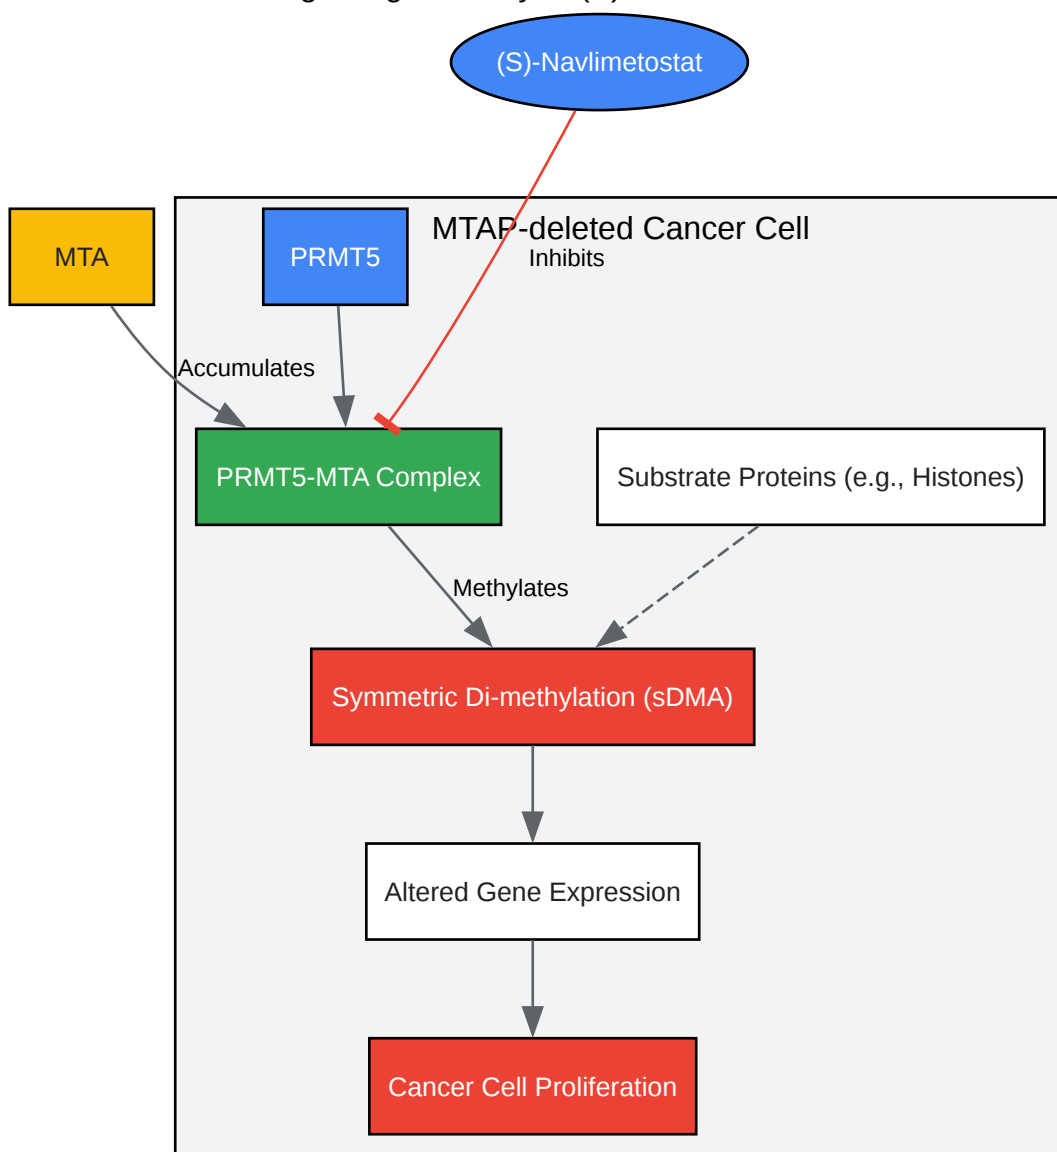 (S)-Navlimetostat
MTA
PRMT5
MTAP-deleted Cancer Cell
Inhibits
Accumulates
PRMT5-MTA Complex
Substrate Proteins (e.g., Histones)
Methylates
Symmetric Di-methylation (sDMA)
Altered Gene Expression
Cancer Cell Proliferation